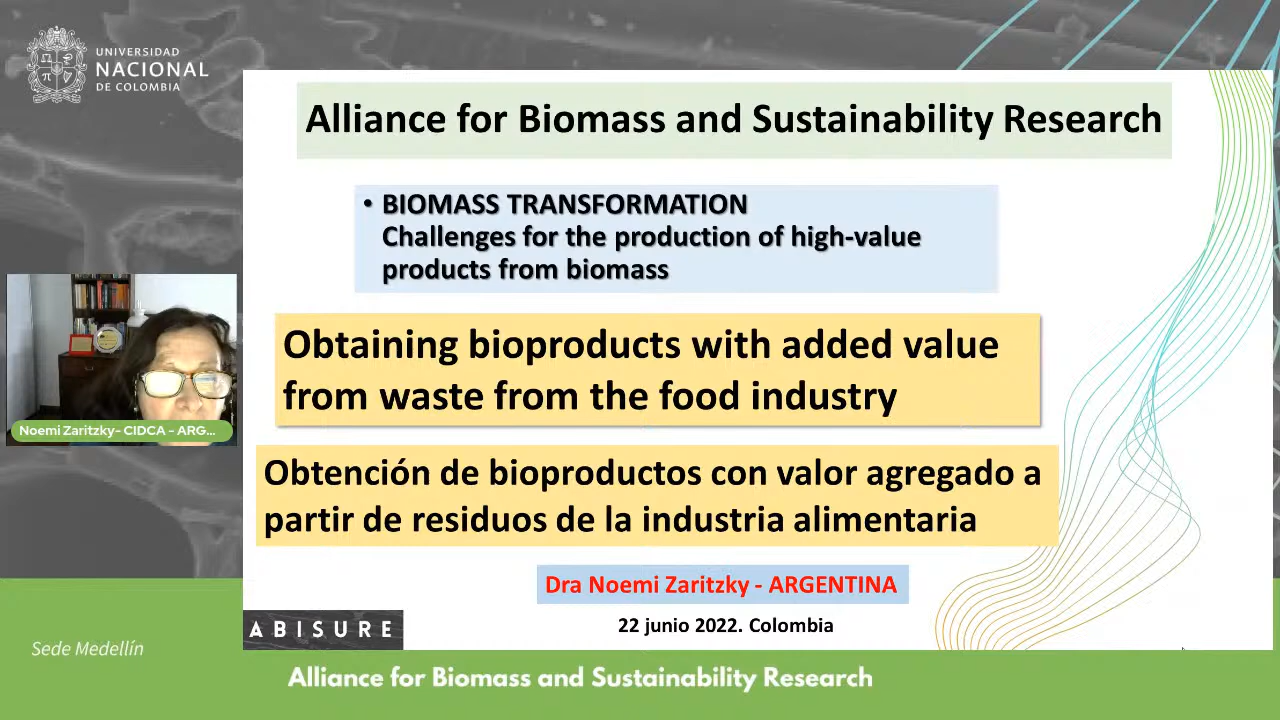 UNIVERSIDAD
NACIONAL
DE COLOMBIA
Alliance for Biomass and Sustainability Research
• BIOMASS TRANSFORMATION
Challenges for the production of high-value
products from biomass
Obtaining bioproducts with added value
from waste from the food industry
Obtención de bioproductos con valor agregado a
partir de residuos de la industria alimentaria
Dra Noemi Zaritzky - ARGENTINA
22 junio 2022. Colombia
Noemi Zaritzky- CIDCA - ARG...
ABISURE
Sede Medellín
Alliance for Biomass and Sustainability Research